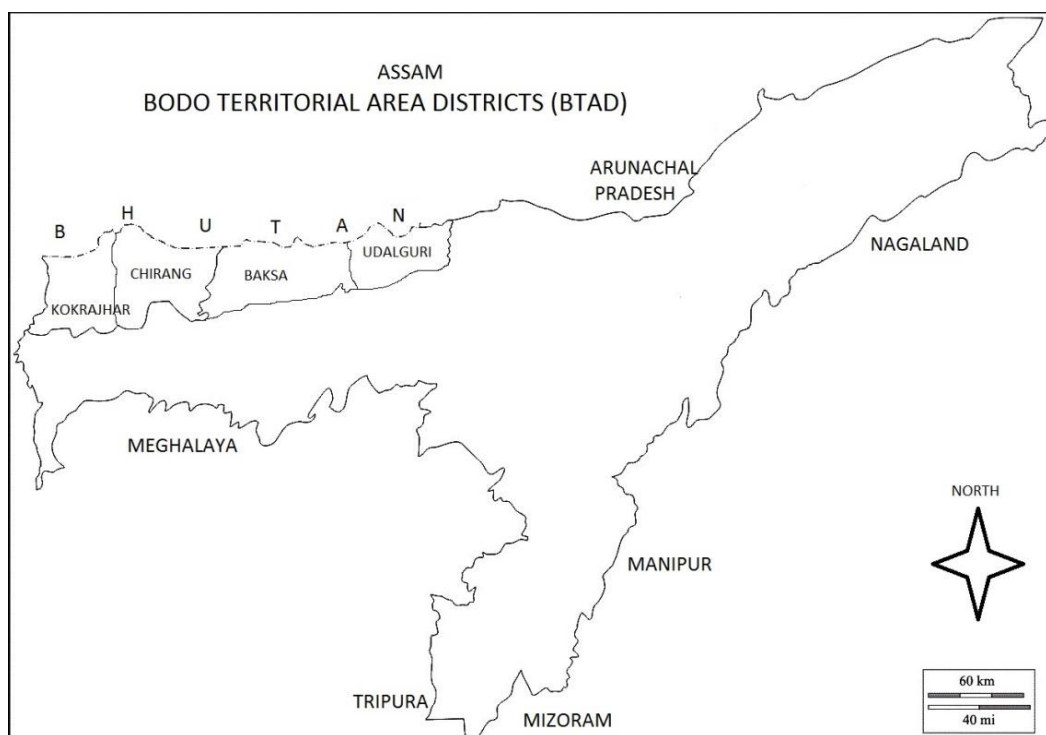 ASSAM
BODO TERRITORIAL AREA DISTRICTS (BTAD)
ARUNACHAL
PRADESH
B H U T A N
NAGALAND
UDALGURI
CHIRANG
BAKSA
KOKRAJHAR
MEGHALAYA
NORTH
MANIPUR
TRIPURA
MIZORAM
60 km
40 mi